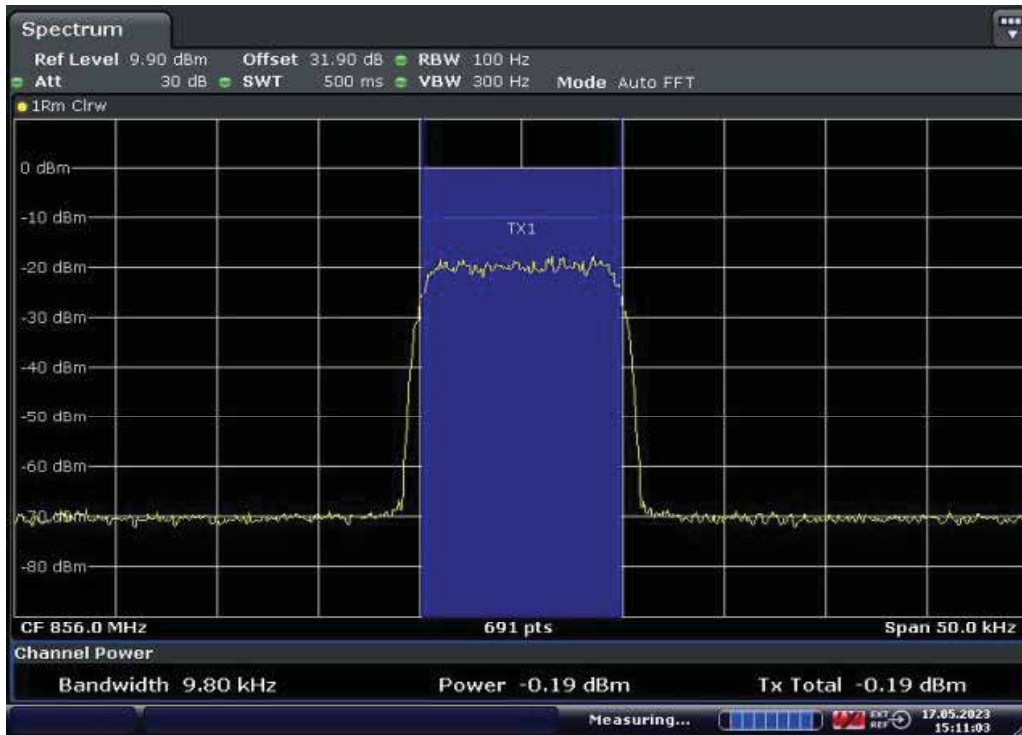 Spectrum
Ref Level 9.90 dBm Offset 31.90 dB RBW 100 Hz
Att 30 dB SWT 500 ms VBW 300 Hz Mode Auto FFT
1Rm Clrw
0 dBm
-10 dBm
TX1
-20 dBm
-30 dBm
-40 dBm
-50 dBm
-60 dBm
-70 dBm
-80 dBm
CF 856.0 MHz 691 pts Span 50.0 kHz
Channel Power
Bandwidth 9.80 kHz Power -0.19 dBm Tx Total -0.19 dBm
Measuring... EXT REF 17.05.2023
15:11:03